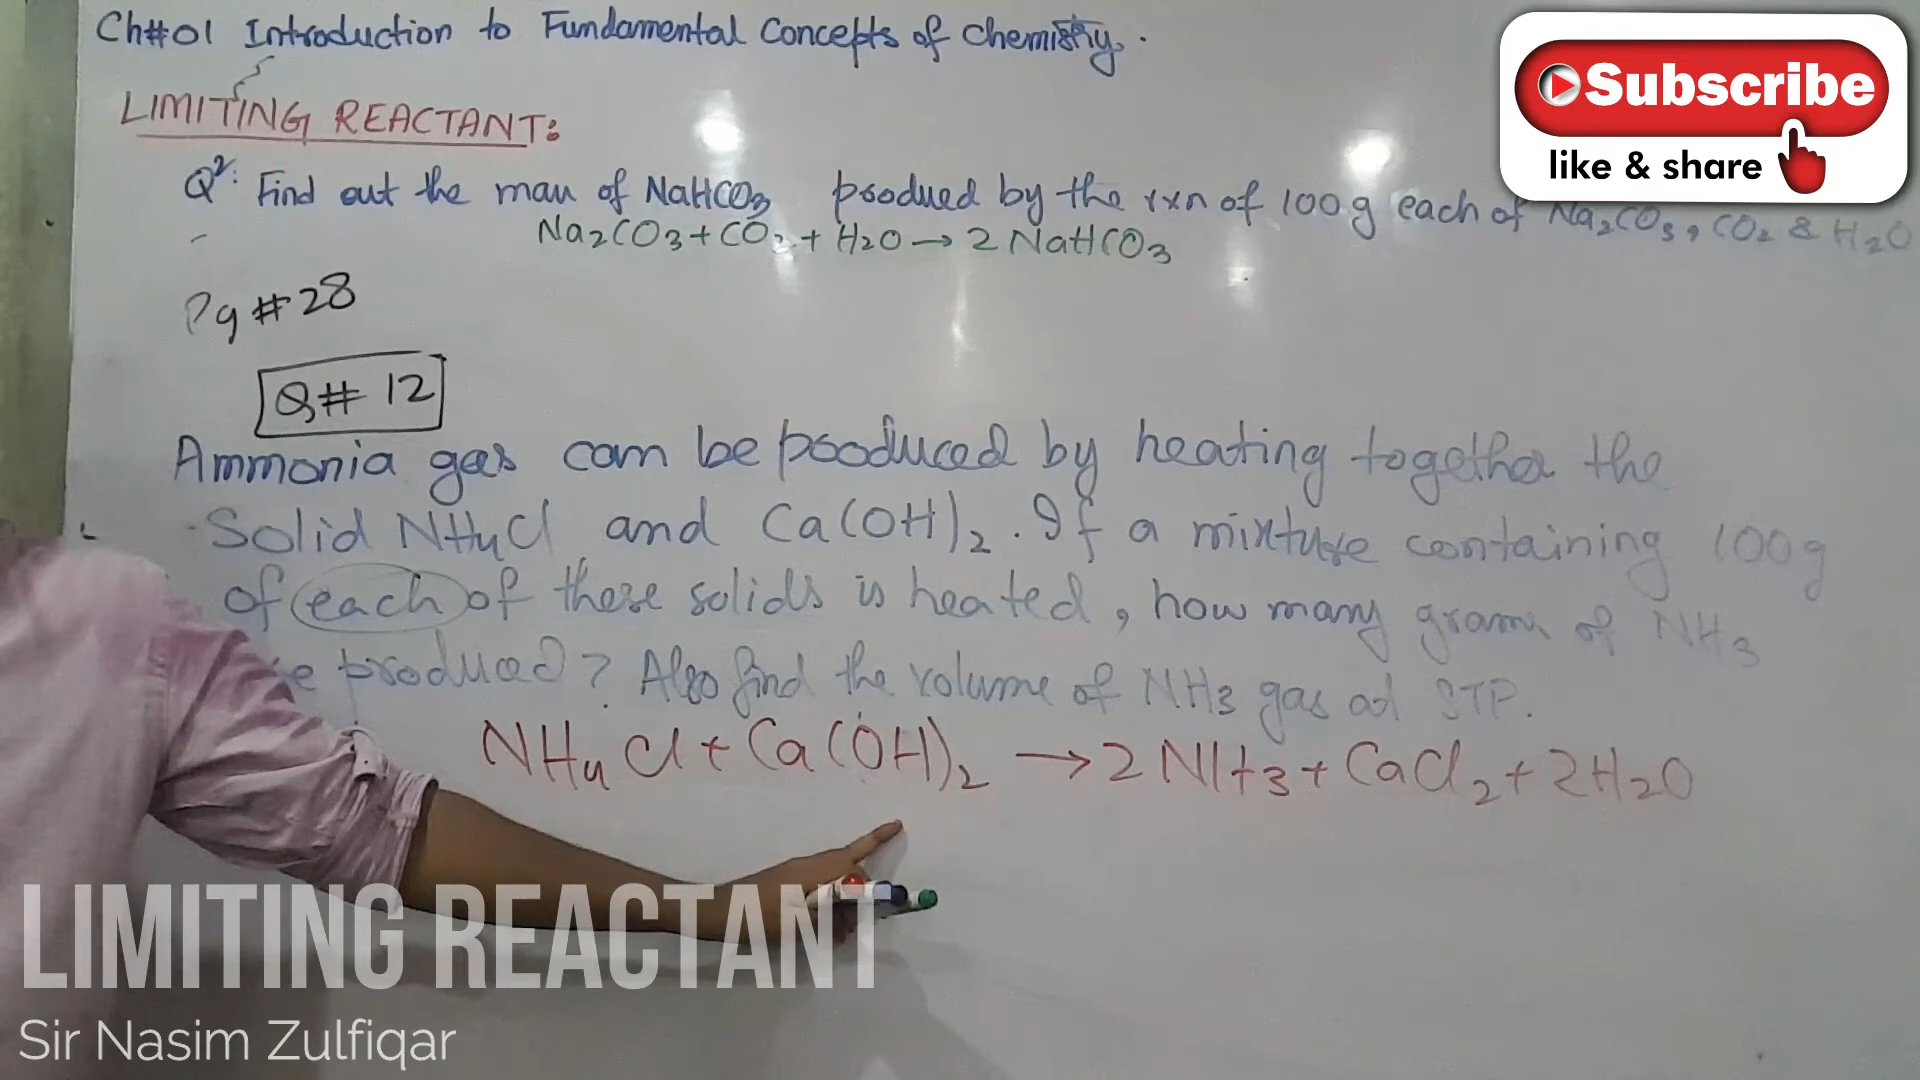 Ch#01 Introduction to Fundamental Concepts of Chemistry.
Subscribe
like & share
LIMITING REACTANT:
Q2: Find out the mass of NaHCO3 produed by the rxn of 100g each of Na2CO3, CO2 & H2O
Na2CO3 + CO2 + H2O → 2 NaHCO3
Pg #28
Q# 12
Ammonia gas can be produced by heating together the
Solid NH4Cl and Ca(OH)2. If a mixture containing 100g
of each of these solids is heated, how many grams of NH3
produced? Also find the volume of NH3 gas at STP.
NH4Cl + Ca(OH)2 → 2NH3 + CaCl2 + 2H2O
LIMITING REACTANT
Sir Nasim Zulfiqar